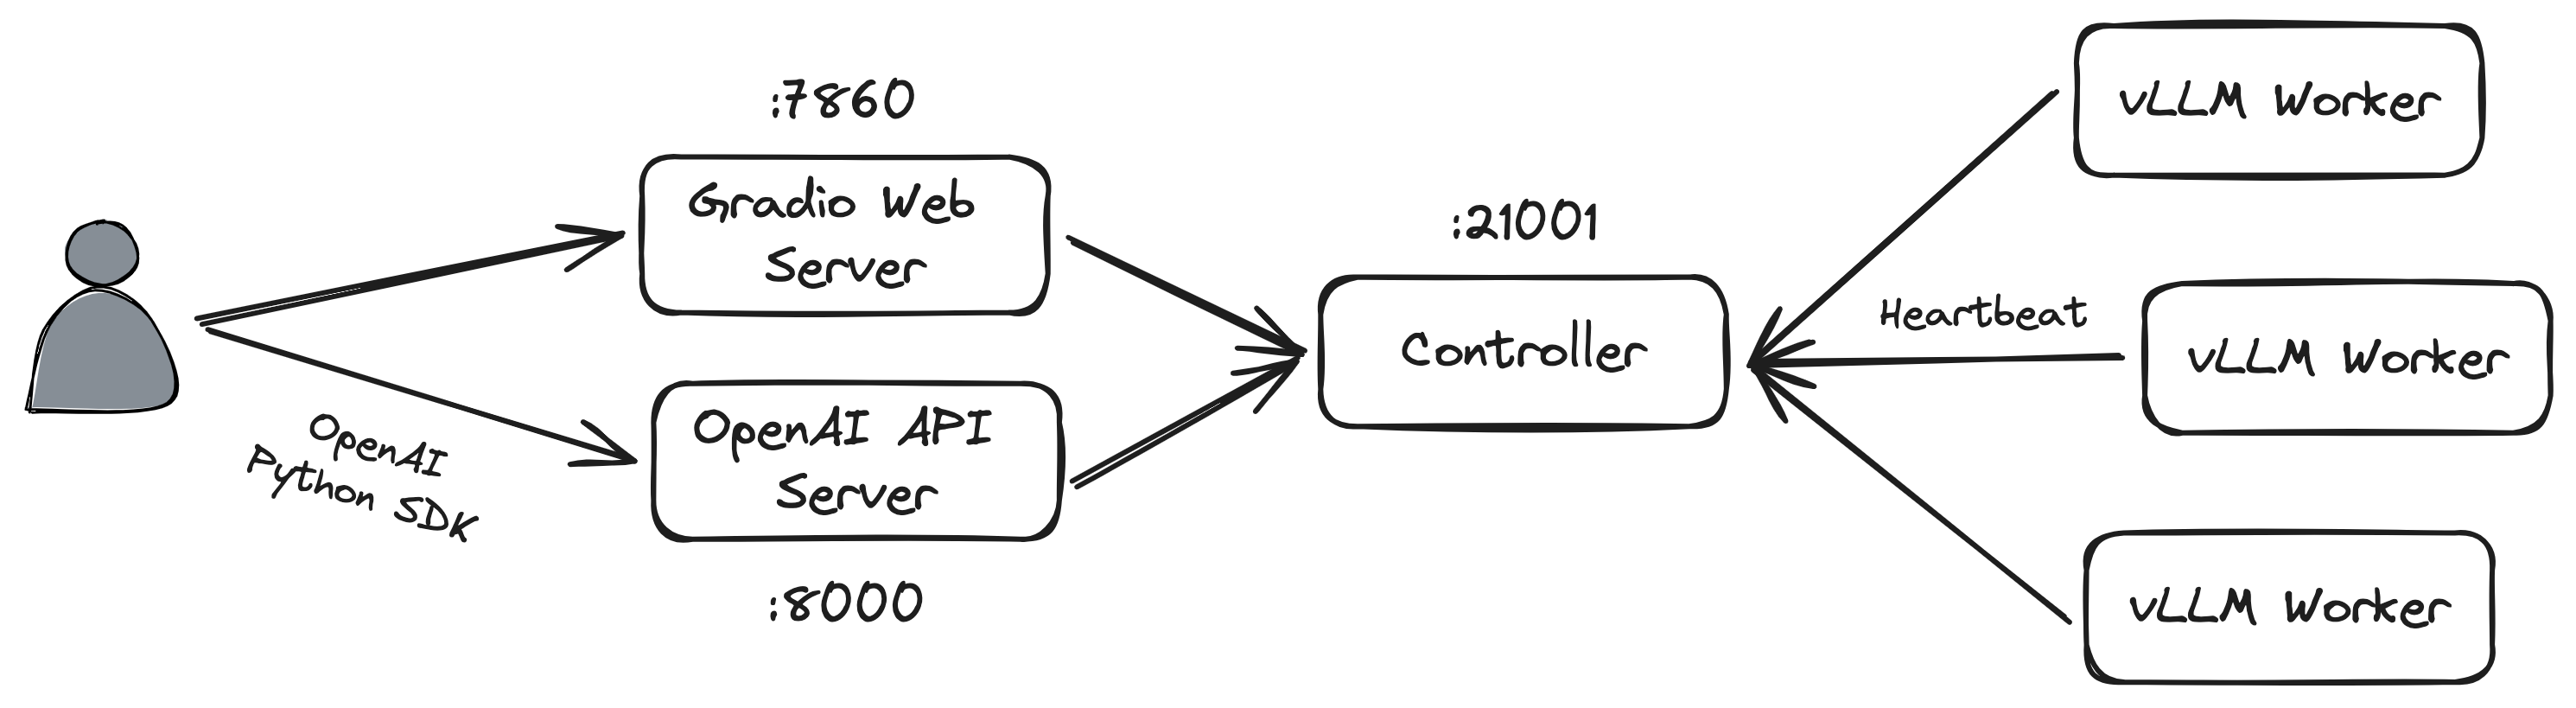 :7860
Gradio Web
Server
OpenAI
Python SDK
OpenAI API
Server
:8000
:21001
Controller
Heartbeat
vLLM Worker
vLLM Worker
vLLM Worker